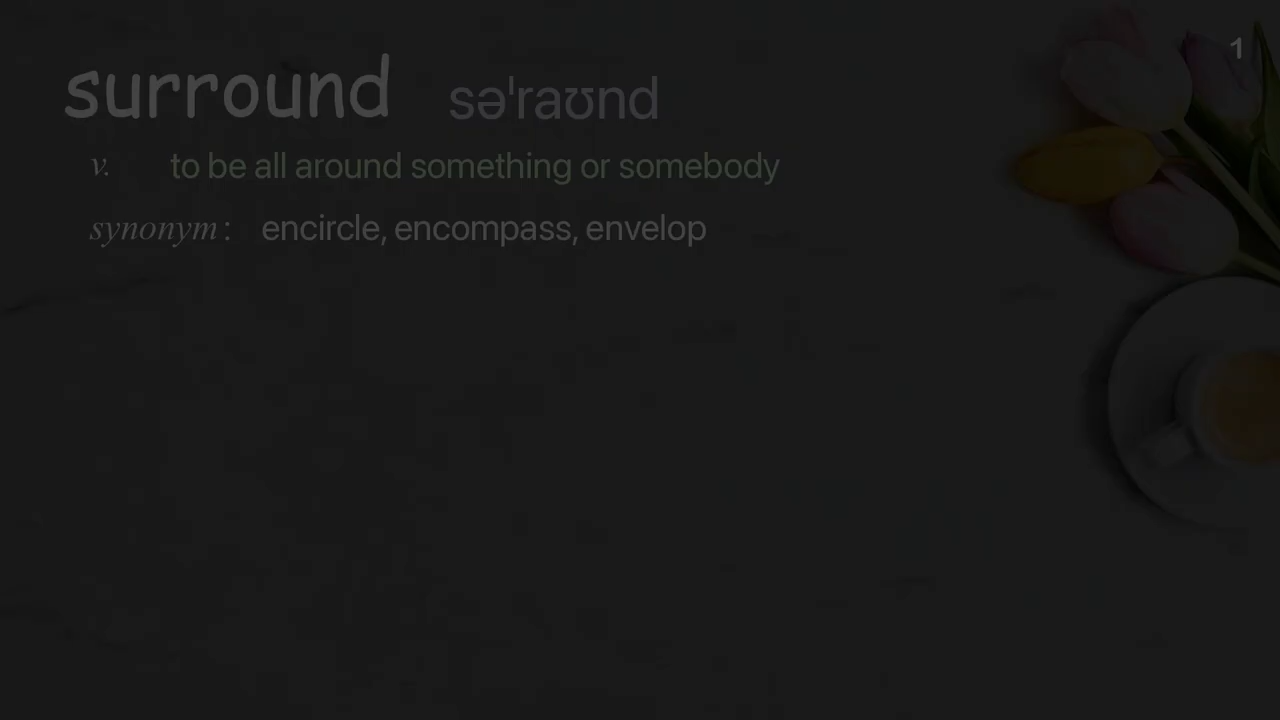 1
surround səˈraʊnd
v. to be all around something or somebody
synonym : encircle, encompass, envelop